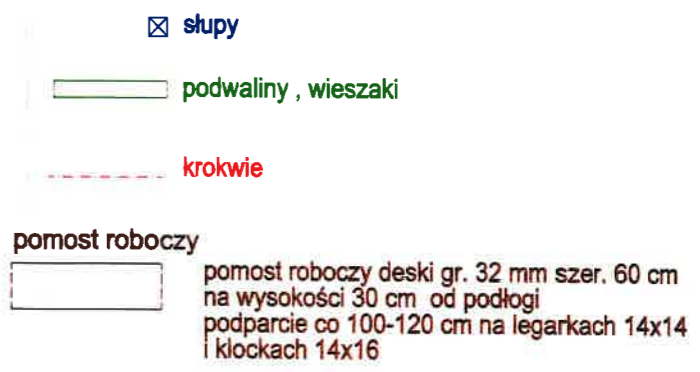 słupy
podwaliny , wieszaki
krokwie
pomost roboczy
pomost roboczy deski gr. 32 mm szer. 60 cm
na wysokości 30 cm od podłogi
podparcie co 100-120 cm na legarkach 14x14
i klockach 14x16